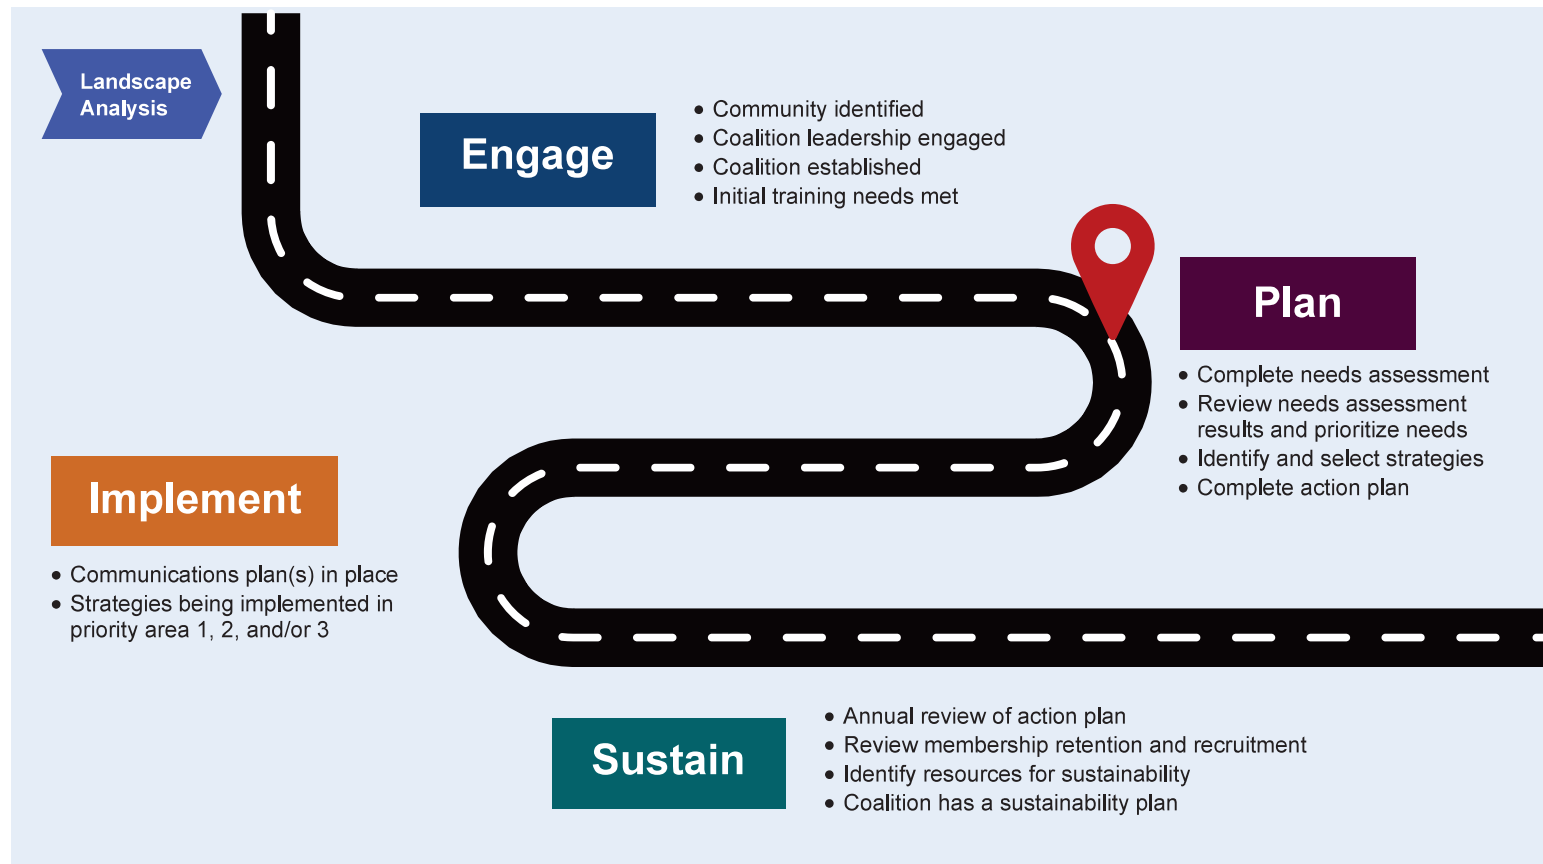 Landscape
Analysis
Engage
• Community identified
• Coalition leadership engaged
• Coalition established
• Initial training needs met
Plan
• Complete needs assessment
• Review needs assessment
results and prioritize needs
• Identify and select strategies
• Complete action plan
Implement
• Communications plan(s) in place
• Strategies being implemented in
priority area 1, 2, and/or 3
Sustain
• Annual review of action plan
• Review membership retention and recruitment
• Identify resources for sustainability
• Coalition has a sustainability plan